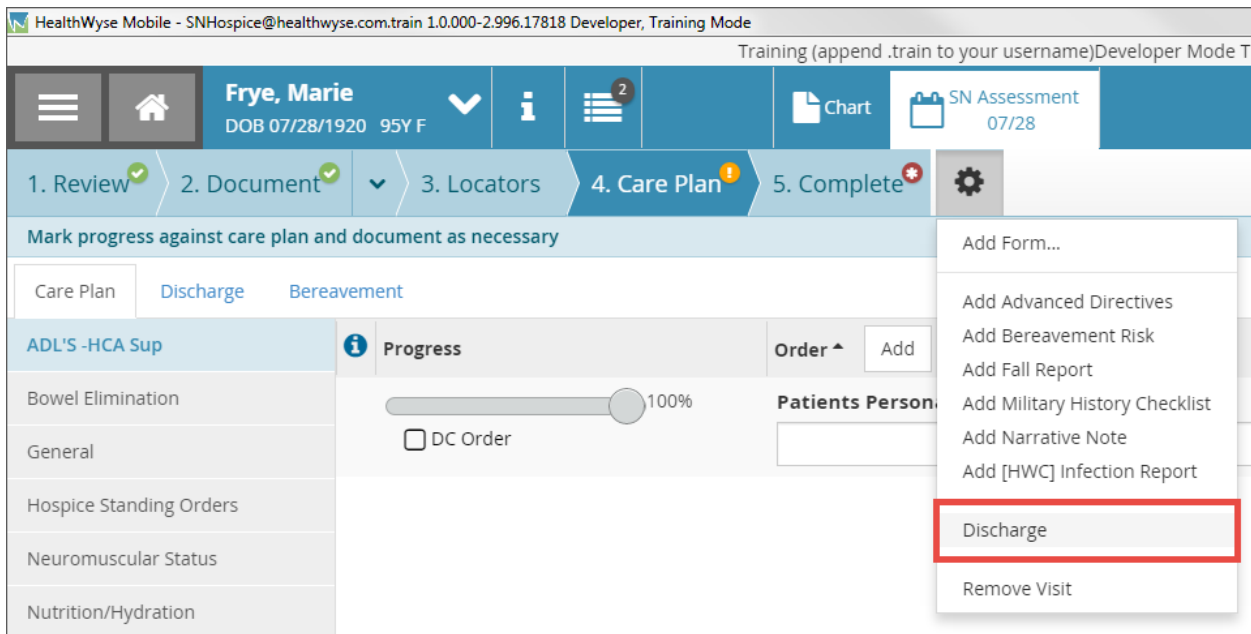 HealthWyse Mobile - SNHospice@healthwyse.com.train 1.0.000-2.996.17818 Developer, Training Mode
Training (append .train to your username)Developer Mode T
Frye, Marie
DOB 07/28/1920 95Y F
i
2
Chart
SN Assessment
07/28
1. Review
2. Document
3. Locators
4. Care Plan
5. Complete
Mark progress against care plan and document as necessary
Care Plan
Discharge
Bereavement
ADL'S -HCA Sup
Bowel Elimination
General
Hospice Standing Orders
Neuromuscular Status
Nutrition/Hydration
Progress
100%
DC Order
Order
Add
Patients Person
Add Form...
Add Advanced Directives
Add Bereavement Risk
Add Fall Report
Add Military History Checklist
Add Narrative Note
Add [HWC] Infection Report
Discharge
Remove Visit